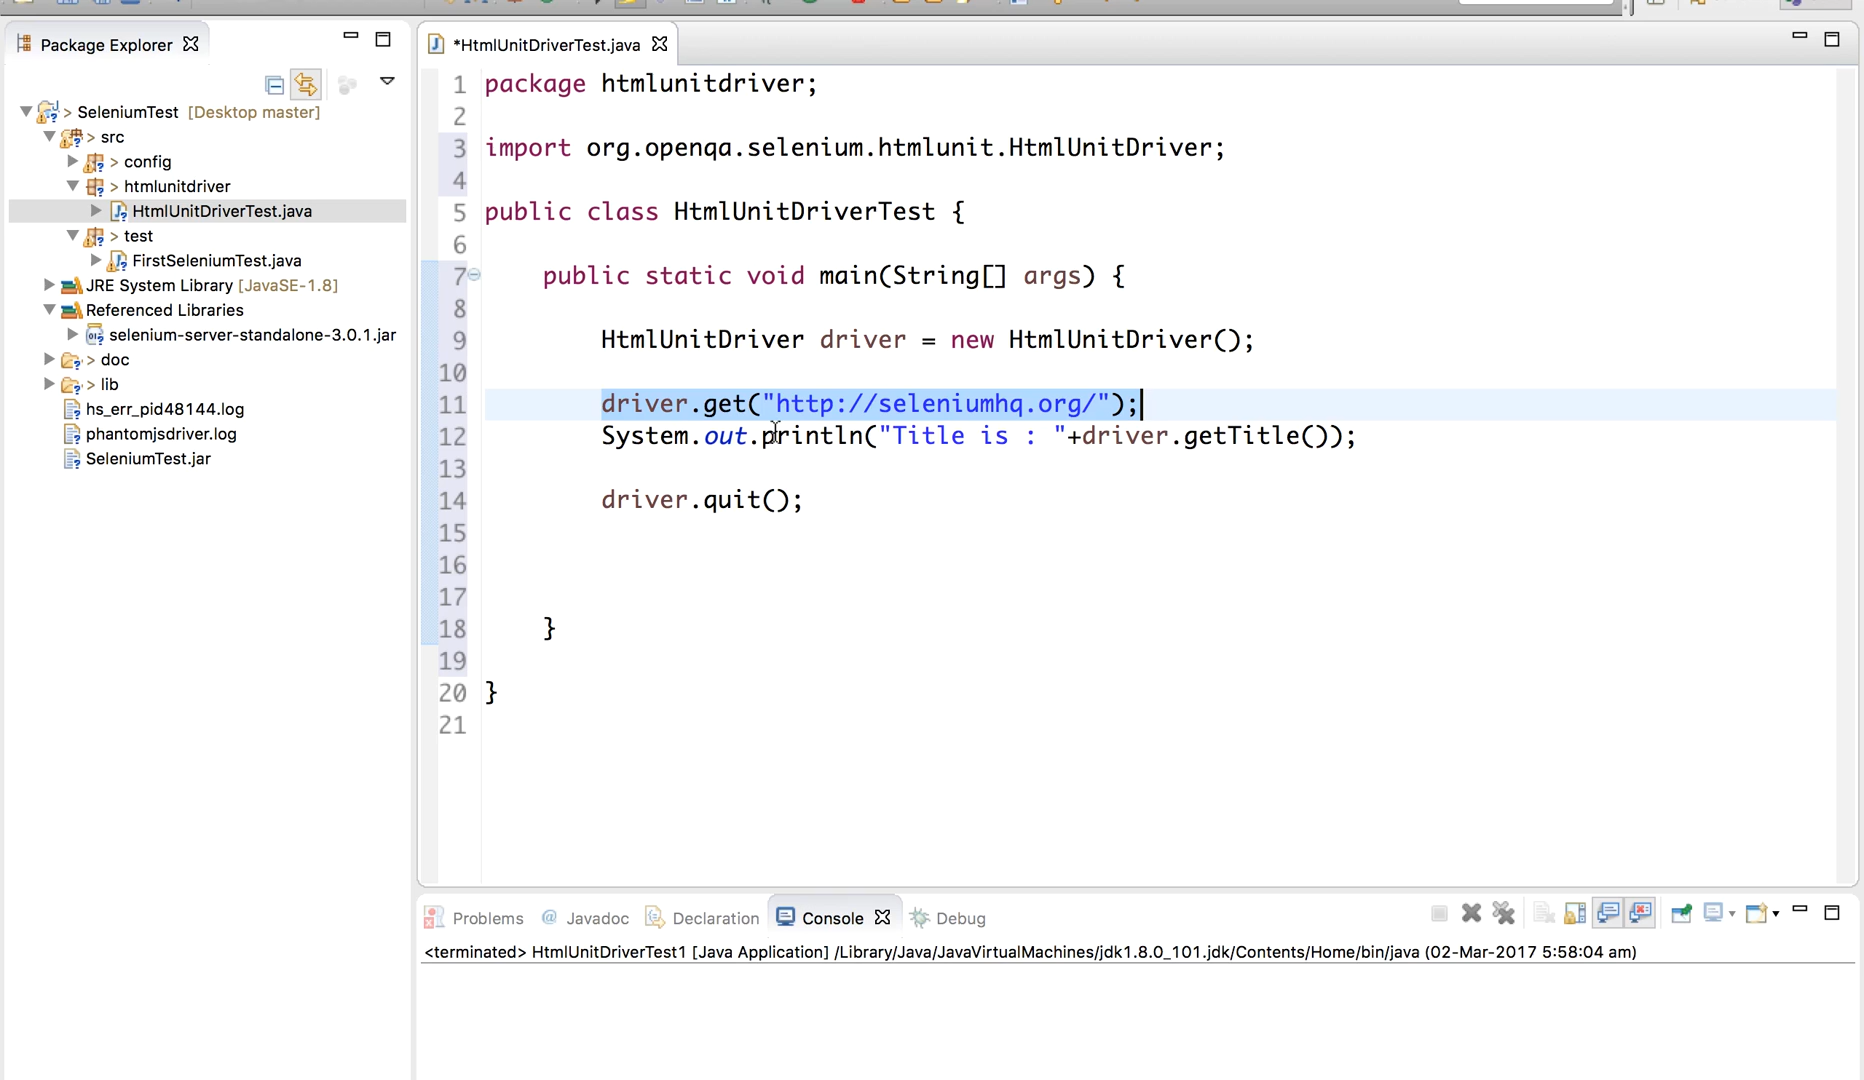 Package Explorer
*HtmlUnitDriverTest.java
> SeleniumTest [Desktop master]
> src
> config
> htmlunitdriver
HtmlUnitDriverTest.java
> test
FirstSeleniumTest.java
JRE System Library [JavaSE-1.8]
Referenced Libraries
selenium-server-standalone-3.0.1.jar
> doc
> lib
hs_err_pid48144.log
phantomjsdriver.log
SeleniumTest.jar
1 package htmlunitdriver;
2
3 import org.openqa.selenium.htmlunit.HtmlUnitDriver;
4
5 public class HtmlUnitDriverTest {
6
7 public static void main(String[] args) {
8
9 HtmlUnitDriver driver = new HtmlUnitDriver();
10
11 driver.get("http://seleniumhq.org/");
12 System.out.println("Title is : "+driver.getTitle());
13
14 driver.quit();
15
16
17
18 }
19
20 }
21
Problems @ Javadoc Declaration Console Debug
<terminated> HtmlUnitDriverTest1 [Java Application] /Library/Java/JavaVirtualMachines/jdk1.8.0_101.jdk/Contents/Home/bin/java (02-Mar-2017 5:58:04 am)